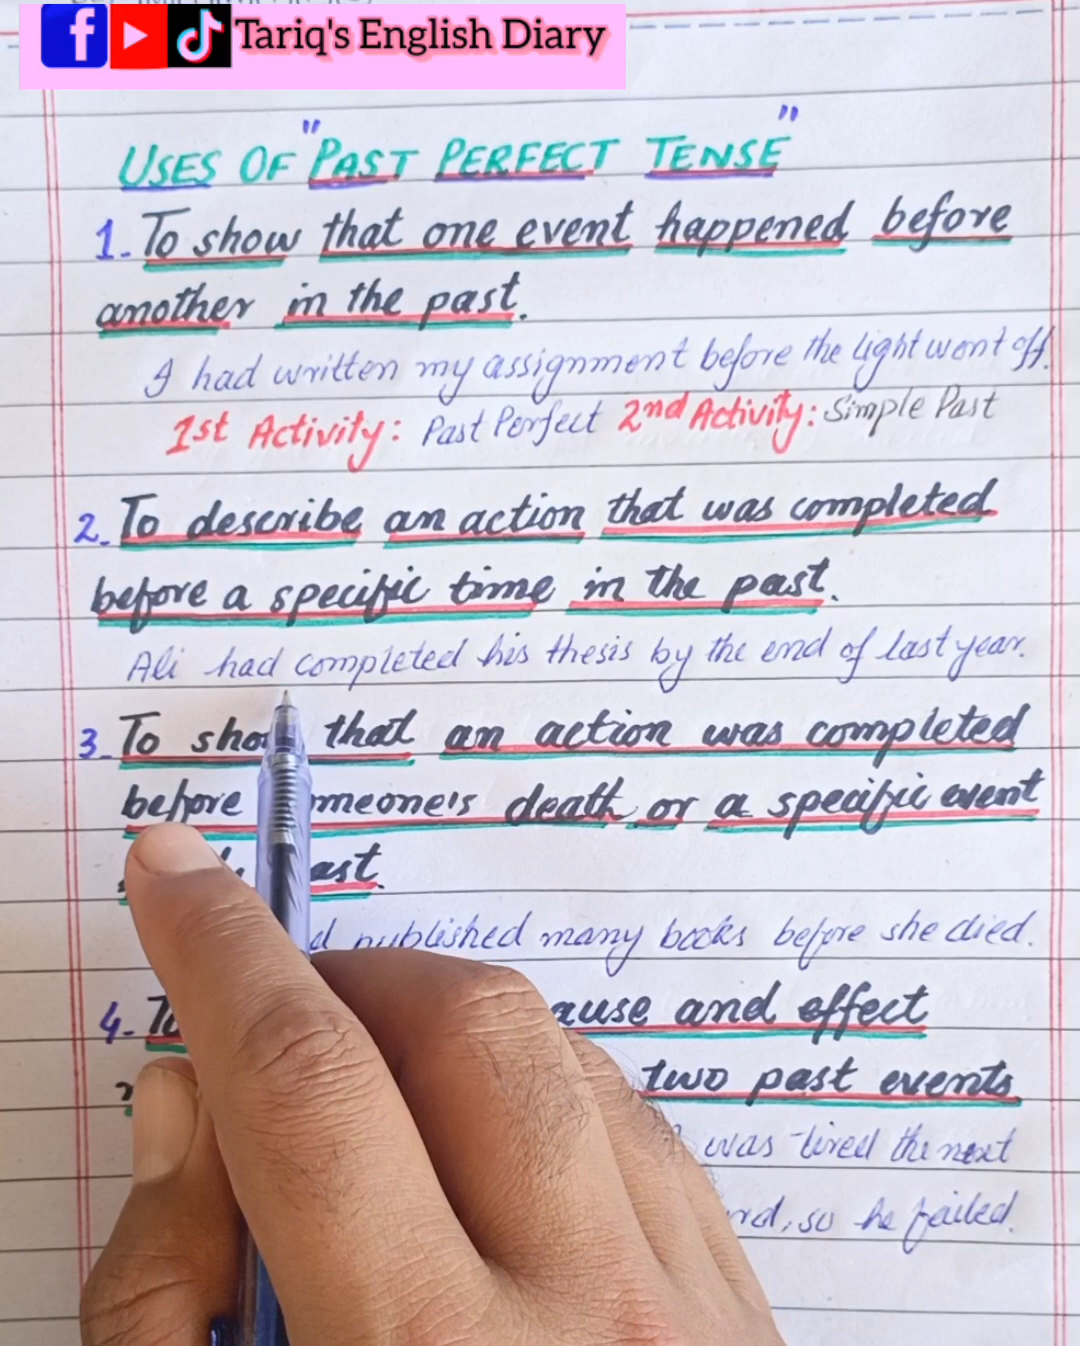 Tariq's English Diary
USES OF "PAST PERFECT TENSE"
1. To show that one event happened before
another in the past.
I had written my assignment before the light went off.
1st Activity: Past Perfect 2nd Activity: Simple Past
2. To describe an action that was completed
before a specific time in the past.
Ali had completed his thesis by the end of last year.
3. To that an action was completed
before death or a specific event
published many books before she died.
4. and effect
two past events
was tired the next
so he failed.